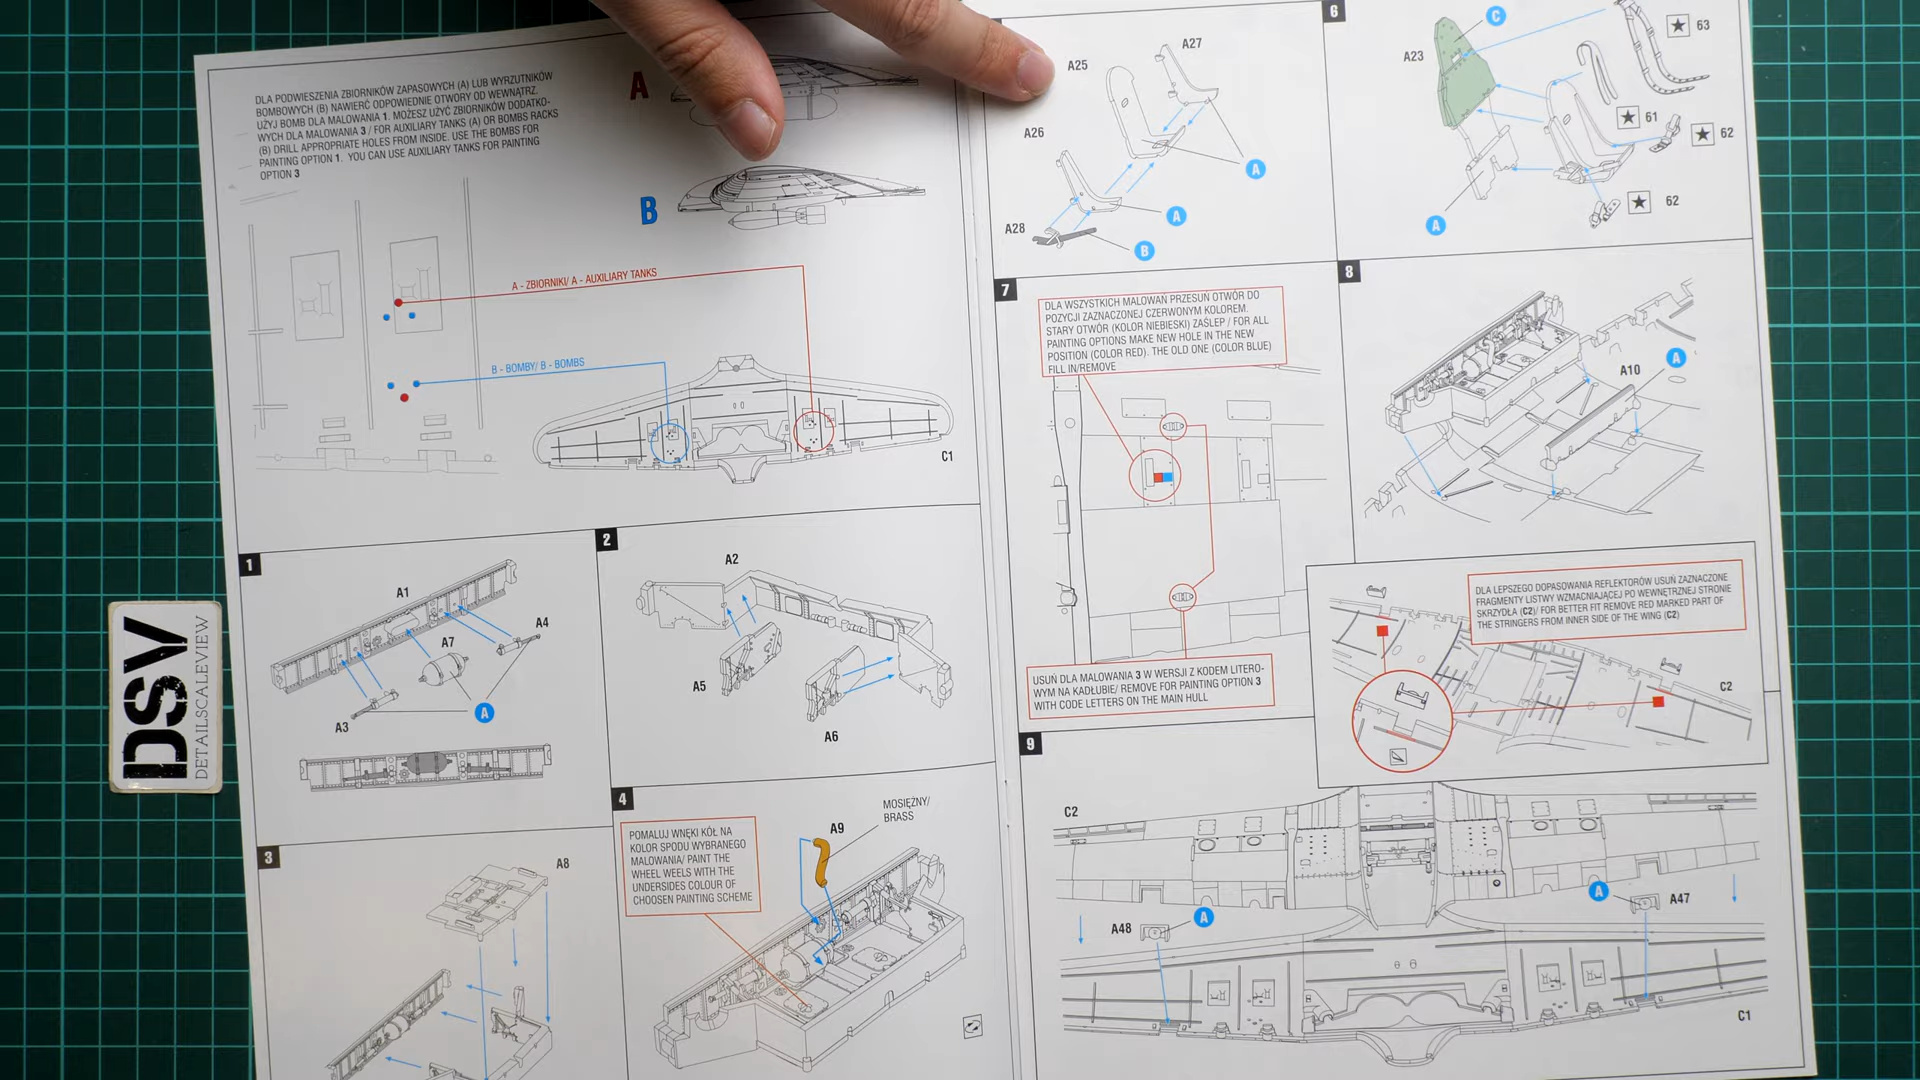 DLA PODWIESZENIA ZBIORNIKÓW ZAPASOWYCH (A) LUB WYRZUTNIKÓW
BOMBOWYCH (B) NAWIERĆ ODPOWIEDNIE OTWORY OD WEWNĄTRZ.
UŻYJ BOMB DLA MALOWANIA 1. MOŻESZ UŻYĆ ZBIORNIKÓW DODATKO-
WYCH DLA MALOWANIA 3 / FOR AUXILIARY TANKS (A) OR BOMBS RACKS
(B) DRILL APPROPRIATE HOLES FROM INSIDE. USE THE BOMBS FOR
PAINTING OPTION 1. YOU CAN USE AUXILIARY TANKS FOR PAINTING
OPTION 3
A
B
A - ZBIORNIKI/ A - AUXILIARY TANKS
B - BOMBY/ B - BOMBS
C1
1
A1
A4
A7
A3
A
2
A2
A5
A6
3
A8
4
POMALUJ WNĘKI KÓŁ NA
KOLOR SPODU WYBRANEGO
MALOWANIA/ PAINT THE
WHEEL WEELS WITH THE
UNDERSIDES COLOUR OF
CHOOSEN PAINTING SCHEME
A9
MOSIĘŻNY/
BRASS
A25
A27
A26
A28
A
A
B
6
A23
C
63
61
62
62
A
7
DLA WSZYSTKICH MALOWAŃ PRZESUŃ OTWÓR DO
POZYCJI ZAZNACZONEJ CZERWONYM KOLOREM.
STARY OTWÓR (KOLOR NIEBIESKI) ZAŚLEP / FOR ALL
PAINTING OPTIONS MAKE NEW HOLE IN THE NEW
POSITION (COLOR RED). THE OLD ONE (COLOR BLUE)
FILL IN/REMOVE
USUŃ DLA MALOWANIA 3 W WERSJI Z KODEM LITERO-
WYM NA KADŁUBIE/ REMOVE FOR PAINTING OPTION 3
WITH CODE LETTERS ON THE MAIN HULL
8
A10
A
DLA LEPSZEGO DOPASOWANIA REFLEKTORÓW USUŃ ZAZNACZONE
FRAGMENTY LISTWY WZMACNIAJĄCEJ PO WEWNĘTRZNEJ STRONIE
SKRZYDŁA (C2)/ FOR BETTER FIT REMOVE RED MARKED PART OF
THE STRINGERS FROM INNER SIDE OF THE WING (C2)
C2
9
C2
A48
A
A
A47
C1
DSV
DETAILSCALEVIEW